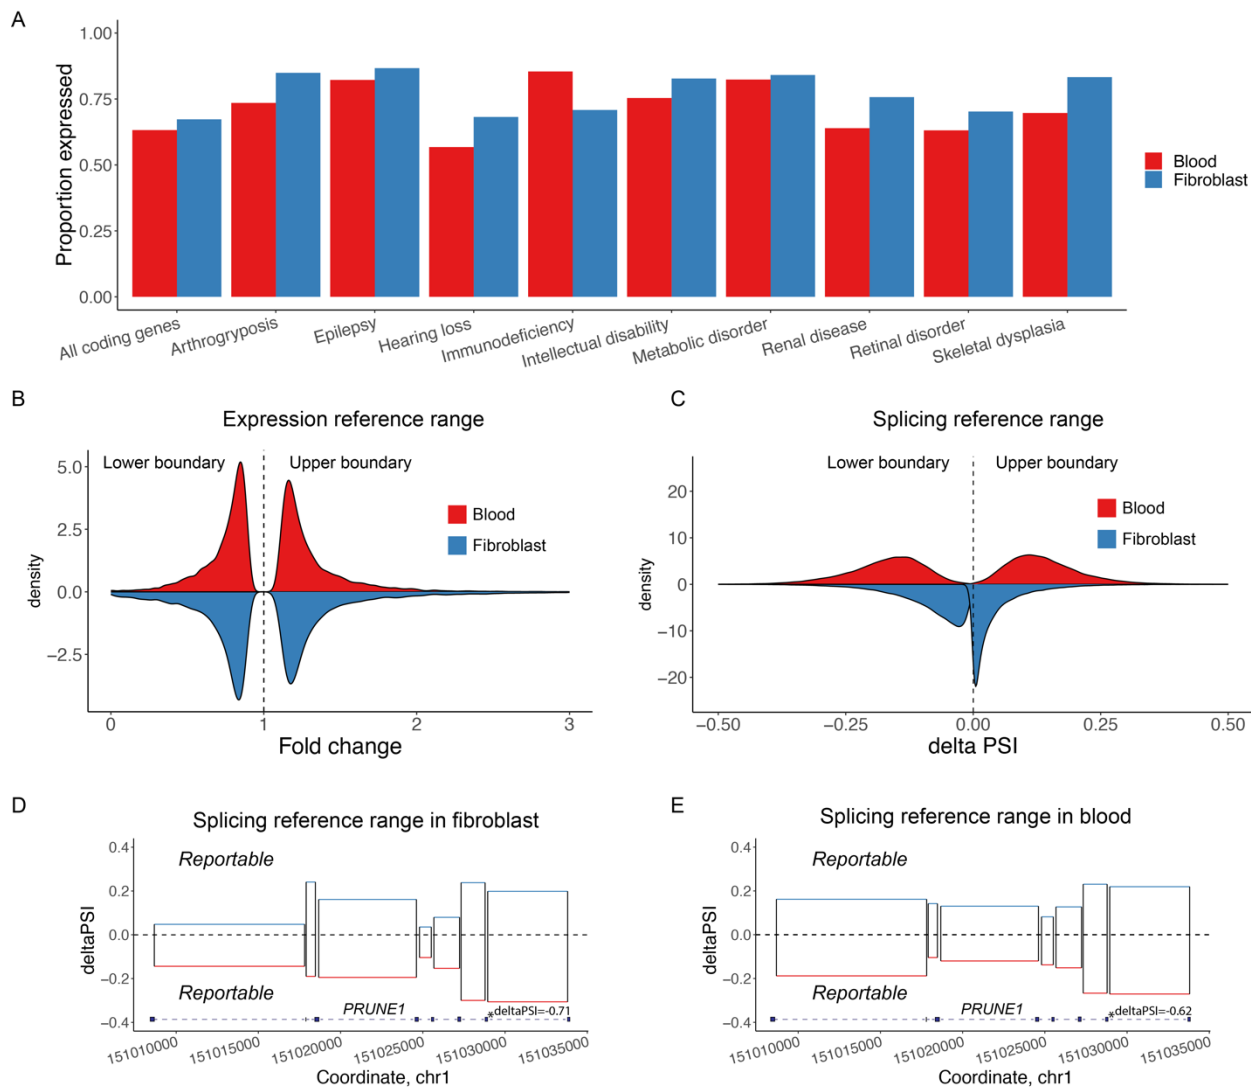 A
1.00
0.75
0.50
0.25
0.00
Proportion expressed
Blood
Fibroblast
All coding genes
Arthrogryposis
Epilepsy
Hearing loss
Immunodeficiency
Intellectual disability
Metabolic disorder
Renal disease
Retinal disorder
Skeletal dysplasia
B
Expression reference range
Lower boundary
Upper boundary
5.0
2.5
0.0
−2.5
density
Blood
Fibroblast
0
1
2
3
Fold change
C
Splicing reference range
Lower boundary
Upper boundary
20
10
0
−10
−20
density
Blood
Fibroblast
−0.50
−0.25
0.00
0.25
0.50
delta PSI
D
Splicing reference range in fibroblast
0.4
0.2
0.0
−0.2
−0.4
deltaPSI
Reportable
Reportable
PRUNE1
*deltaPSI=-0.71
151010000
151015000
151020000
151025000
151030000
151035000
Coordinate, chr1
E
Splicing reference range in blood
0.4
0.2
0.0
−0.2
−0.4
deltaPSI
Reportable
Reportable
PRUNE1
*deltaPSI=-0.62
151010000
151015000
151020000
151025000
151030000
151035000
Coordinate, chr1